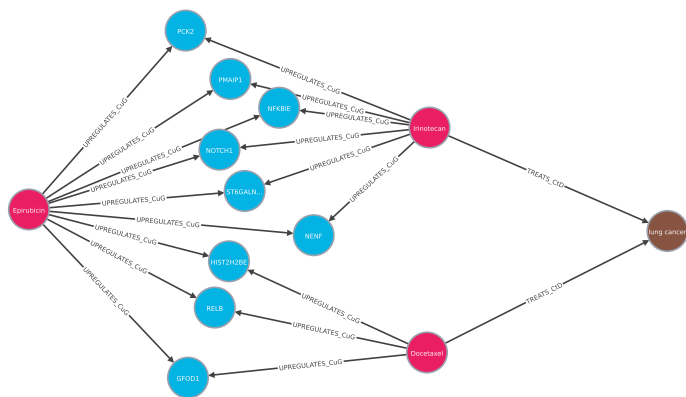 PCK2
UPREGULATES_CuG
PMAIP1
UPREGULATES_CuG
UPREGULATES_CuG
NFKBIE
UPREGULATES_CuG
UPREGULATES_CuG
Irinotecan
UPREGULATES_CuG
UPREGULATES_CuG
NOTCH1
UPREGULATES_CuG
UPREGULATES_CuG
TREATS_CtD
UPREGULATES_CuG
ST6GALN...
UPREGULATES_CuG
UPREGULATES_CuG
Epirubicin
UPREGULATES_CuG
NENF
lung cancer
UPREGULATES_CuG
HIST2H2BE
UPREGULATES_CuG
UPREGULATES_CuG
TREATS_CtD
UPREGULATES_CuG
RELB
UPREGULATES_CuG
Docetaxel
UPREGULATES_CuG
GFOD1